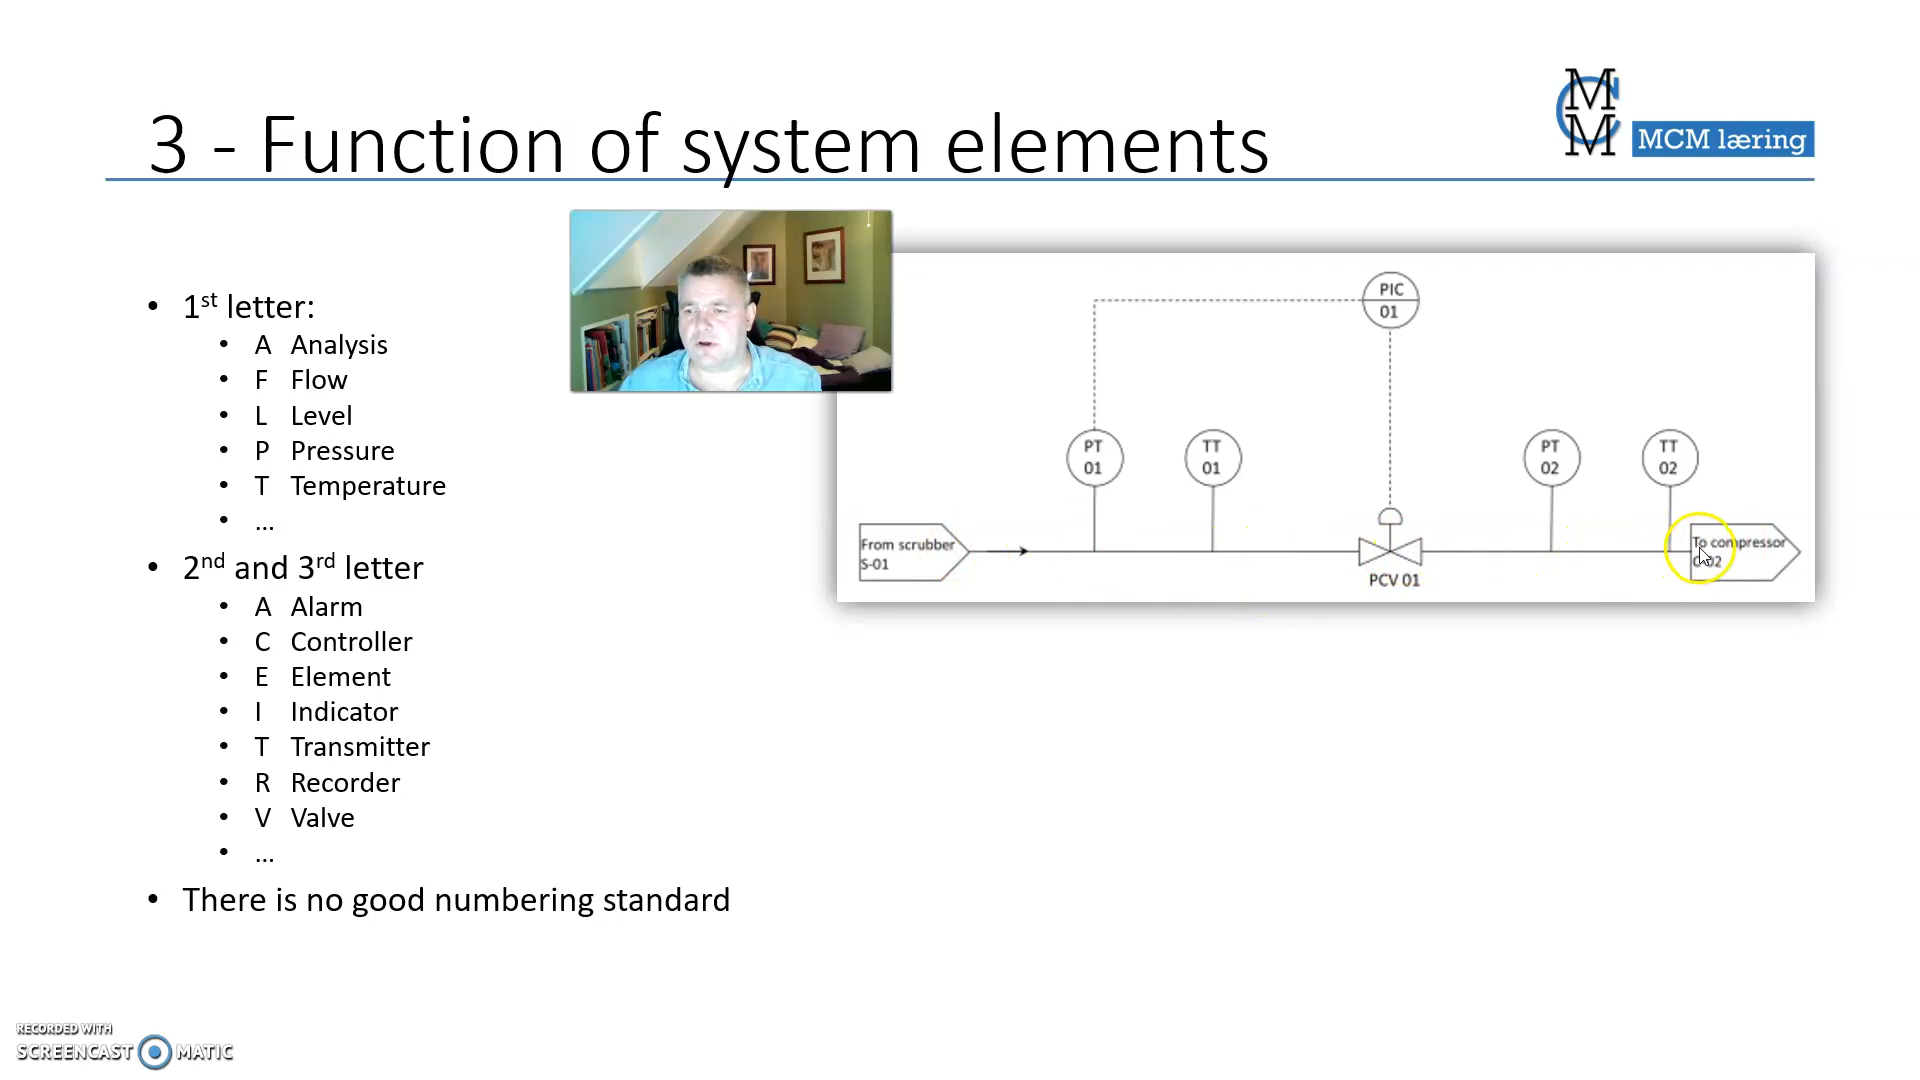 3 - Function of system elements
MCM
MCM læring
• 1st letter:
• A Analysis
• F Flow
• L Level
• P Pressure
• T Temperature
• ...
• 2nd and 3rd letter
• A Alarm
• C Controller
• E Element
• I Indicator
• T Transmitter
• R Recorder
• V Valve
• ...
• There is no good numbering standard
PIC
01
PT
01
TT
01
PT
02
TT
02
From scrubber
S-01
PCV 01
To compressor
RECORDED WITH
SCREENCAST MATIC